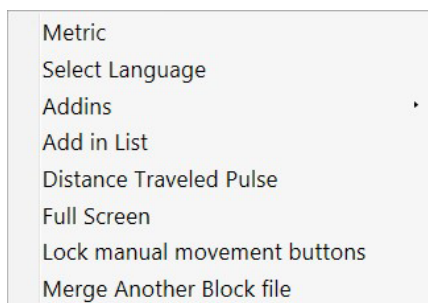 Metric
Select Language
Addins
Add in List
Distance Traveled Pulse
Full Screen
Lock manual movement buttons
Merge Another Block file